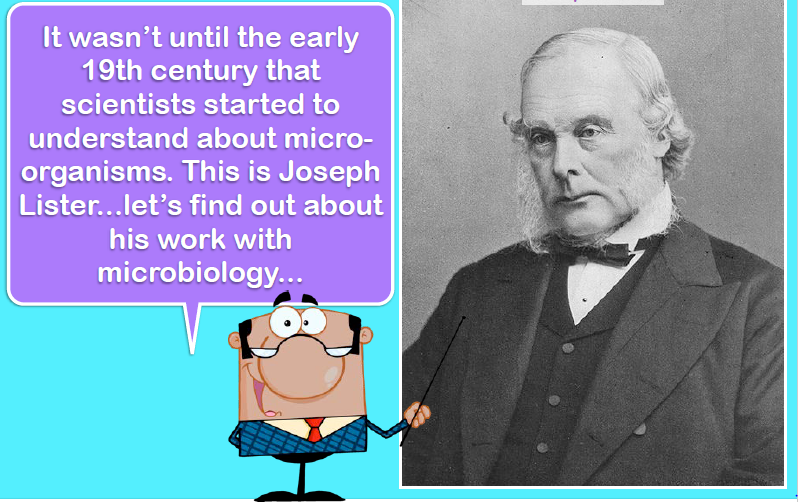 It wasn’t until the early
19th century that
scientists started to
understand about micro-
organisms. This is Joseph
Lister...let’s find out about
his work with
microbiology...